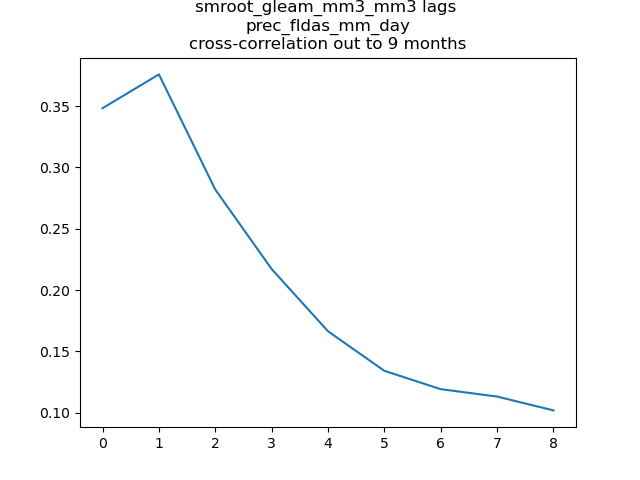 smroot_gleam_mm3_mm3 lags
prec_fldas_mm_day
cross-correlation out to 9 months
0.35
0.30
0.25
0.20
0.15
0.10
0 1 2 3 4 5 6 7 8